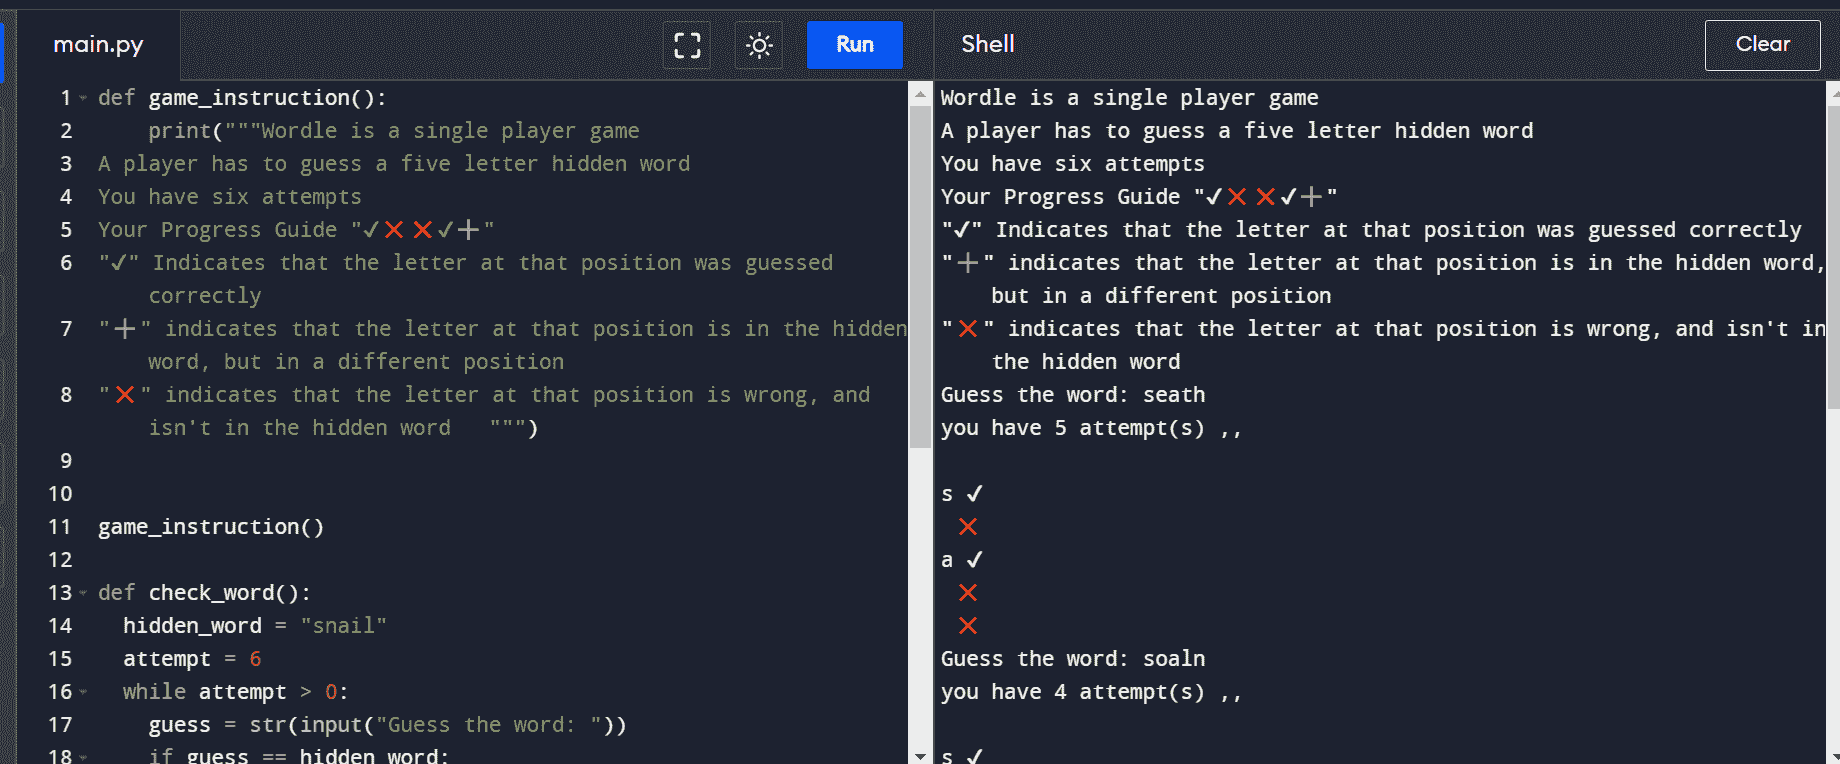 main.py
Run
1 def game_instruction():
2 print("""Wordle is a single player game
3 A player has to guess a five letter hidden word
4 You have six attempts
5 Your Progress Guide "✓❌❌✓➕"
6 "✓" Indicates that the letter at that position was guessed
correctly
7 "➕" indicates that the letter at that position is in the hidden
word, but in a different position
8 "❌" indicates that the letter at that position is wrong, and
isn't in the hidden word   """)
9
10
11 game_instruction()
12
13 def check_word():
14 hidden_word = "snail"
15 attempt = 6
16 while attempt > 0:
17 guess = str(input("Guess the word: "))
18 if guess == hidden_word:
Shell
Clear
Wordle is a single player game
A player has to guess a five letter hidden word
You have six attempts
Your Progress Guide "✓❌❌✓➕"
"✓" Indicates that the letter at that position was guessed correctly
"➕" indicates that the letter at that position is in the hidden word,
but in a different position
"❌" indicates that the letter at that position is wrong, and isn't in
the hidden word
Guess the word: seath
you have 5 attempt(s) ,,
s ✓
❌
a ✓
❌
❌
Guess the word: soaln
you have 4 attempt(s) ,,
s ✓